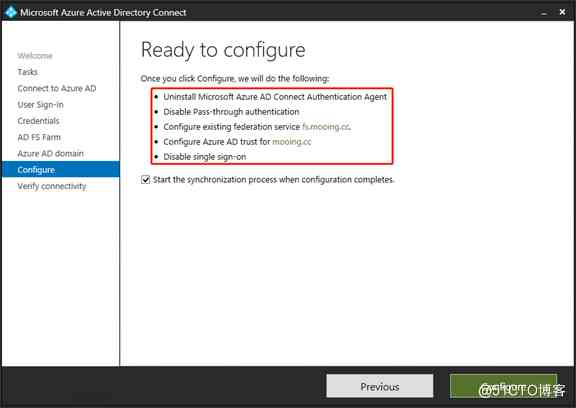 Microsoft Azure Active Directory Connect
Welcome
Tasks
Connect to Azure AD
User Sign-In
Credentials
AD FS Farm
Azure AD domain
Configure
Verify connectivity
Ready to configure
Once you click Configure, we will do the following:
Uninstall Microsoft Azure AD Connect Authentication Agent
Disable Pass-through authentication
Configure existing federation service fs.mooing.cc.
Configure Azure AD trust for mooing.cc
Disable single sign-on
Start the synchronization process when configuration completes.
Previous
Configure
@51CTO博客